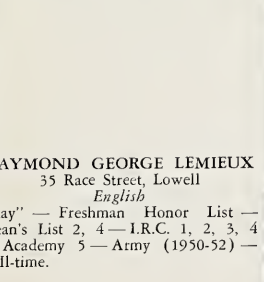 AYMOND GEORGE LEMIEUX
35 Race Street, Lowell
English
ay” — Freshman Honor List —
an's List 2, 4 — I.R.C. 1, 2, 3, 4
Academy 5 — Army (1950-52) —
ll-time.